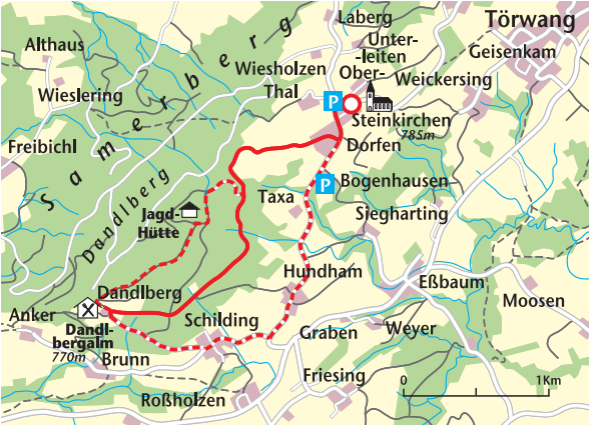 Laberg
Törwang
Althaus
Unter-
leiten
Geisenkam
Wiesholzen
Ober-
Weickersing
Thal
P
Wieslering
Steinkirchen
785m
Dorfen
Freibichl
Samerberg
Dandlberg
Taxa
P
Bogenhausen
Jagd-
Hütte
Siegharting
Hundham
Eßbaum
Dandlberg
Moosen
Anker
Dandl-
bergalm
770m
Schilding
Graben
Weyer
Brunn
Friesing
Roßholzen
0
1Km